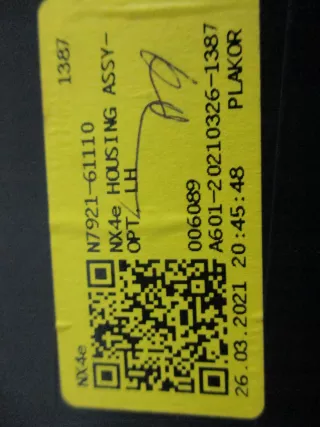 NX4e 1387
N7921-61110
NX4e HOUSING ASSY-
OPT LH
006089
A601-20210326-1387
26.03.2021 20:45:48 PLAKOR